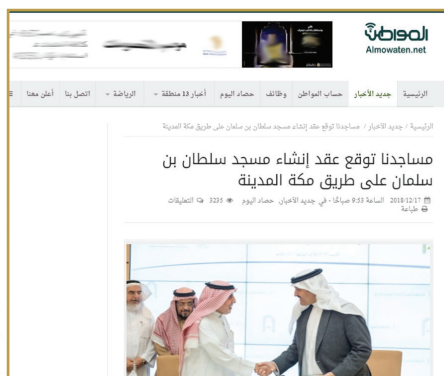 المواطن
Almowaten.net
الرئيسية جديد الأخبار حساب المواطن وظائف حصاد اليوم أخبار 13 منطقة الرياضة اتصل بنا أعلن معنا
الرئيسية / جديد الأخبار / مساجدنا توقع عقد إنشاء مسجد سلطان بن سلمان على طريق مكة المدينة
مساجدنا توقع عقد إنشاء مسجد سلطان بن
سلمان على طريق مكة المدينة
2018/12/17 الساعة 9:53 صباحًا - في جديد الأخبار، حصاد اليوم 3235 التعليقات
طباعة